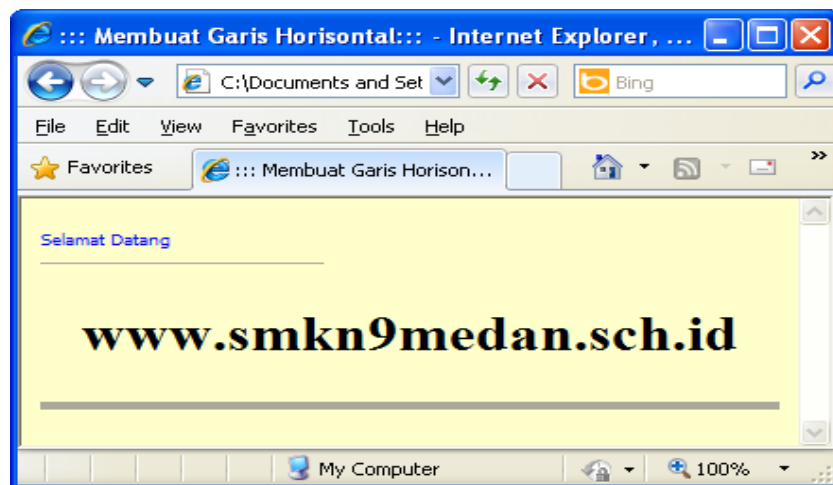 ::: Membuat Garis Horisontal::: - Internet Explorer, ...
C:\Documents and Set
Bing
File Edit View Favorites Tools Help
Favorites
::: Membuat Garis Horison...
»
Selamat Datang
www.smkn9medan.sch.id
My Computer
100%